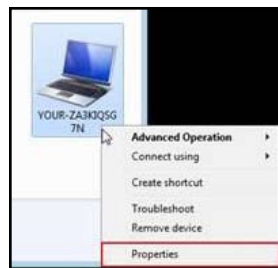 YOUR-ZA3KIQSG
7N
Advanced Operation
Connect using
Create shortcut
Troubleshoot
Remove device
Properties